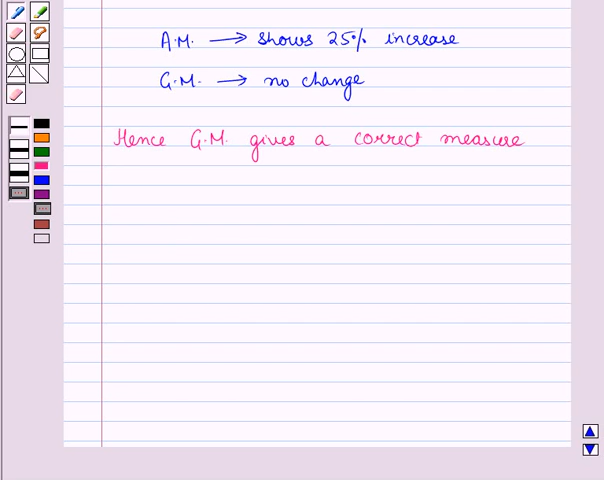 A.M. → shows 25% increase
G.M. → no change
Hence G.M. gives a correct measure